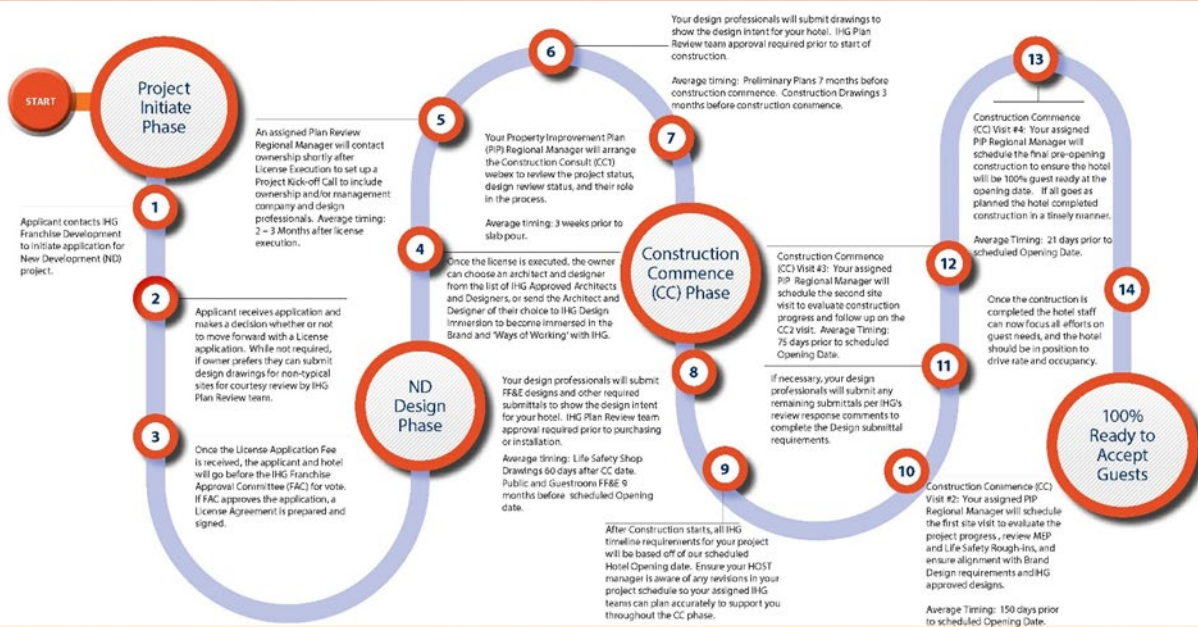 START
Project
Initiate
Phase
1
Applicant contacts IHG
Franchise Development
to initiate application for
New Development (ND)
project.
2
Applicant receives application and
makes a decision whether or not
to move forward with a License
application. While not required,
if owner prefers they can submit
design drawings for non-typical
sites for courtesy review by IHG
Plan Review team.
3
Once the License Application Fee
is received, the applicant and hotel
will go before the IHG Franchise
Approval Committee (FAC) for vote.
If FAC approves the application, a
License Agreement is prepared and
signed.
ND
Design
Phase
4
Once the license is executed, the owner
can choose an architect and designer
from the list of IHG Approved Architects
and Designers, or send the Architect and
Designer of their choice to IHG Design
Immersion to become immersed in the
Brand and 'Ways of Working' with IHG.
5
An assigned Plan Review
Regional Manager will contact
ownership shortly after
License Execution to set up a
Project Kick-off Call to include
ownership and/or management
company and design
professionals. Average timing:
2 – 3 Months after license
execution.
6
Your design professionals will submit drawings to
show the design intent for your hotel. IHG Plan
Review team approval required prior to start of
construction.
Average timing: Preliminary Plans 7 months before
construction commence. Construction Drawings 3
months before construction conmence.
7
Your Property Improvement Plan
(PIP) Regional Manager will arrange
the Construction Consult (CC1)
webex to review the project status,
design review status, and their role
in the process.
Average timing: 3 weeks prior to
slab pour.
Construction
Commence
(CC) Phase
8
Your design professionals will submit
FF&E designs and other required
submittals to show the design intent
for your hotel. IHG Plan Review team
approval required prior to purchasing
or installation.
Average timing: Life Safety Shop
Drawings 60 days after CC date.
Public and Guestroom FF&E 9
months before scheduled Opening
date.
9
After Construction starts, all IHG
timeline requirements for your project
will be based off of our scheduled
Hotel Opening date. Ensure your HOST
manager is aware of any revisions in your
project schedule so your assigned IHG
teams can plan accurately to support you
throughout the CC phase.
10
Construction Commence (CC)
Visit #2: Your assigned PIP
Regional Manager will schedule
the first site visit to evaluate the
project progress , review MEP
and Life Safety Rough-ins, and
ensure alignment with Brand
Design requirements andIHG
approved designs.
Average Timing: 150 days prior
to scheduled Opening Date.
11
If necessary, your design
professionals will submit any
remaining submittals per IHG's
review response comments to
complete the Design submittal
requirements.
12
Construction Commence
(CC) Visit #3: Your assigned
PIP Regional Manager will
schedule the second site
visit to evaluate construction
progress and follow up on the
CC2 visit. Average Timing:
75 days prior to scheduled
Opening Date.
13
Construction Commence
(CC) Visit #4: Your assigned
PIP Regional Manager will
schedule the final pre-opening
construction to ensure the hotel
will be 100% guest ready at the
opening date. If all goes as
planned the hotel completed
construction in a timely manner.
Average Timing: 21 days prior to
scheduled Opening Date.
14
Once the contruction is
completed the hotel staff
can now focus all efforts on
guest needs, and the hotel
should be in position to
drive rate and occupancy.
100%
Ready to
Accept
Guests